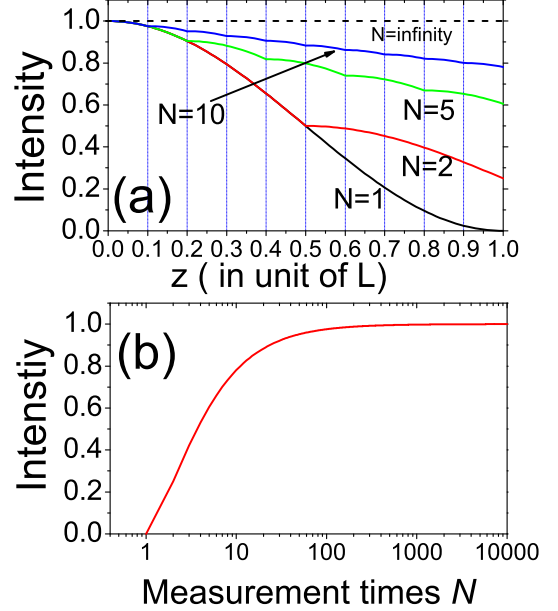 1.0
0.8
0.6
0.4
0.2
0.0
Intensity
N=infinity
N=10
N=5
N=2
N=1
(a)
0.0 0.1 0.2 0.3 0.4 0.5 0.6 0.7 0.8 0.9 1.0
z ( in unit of L)
(b)
1.0
0.8
0.6
0.4
0.2
0.0
Intenstiy
1 10 100 1000 10000
Measurement times N